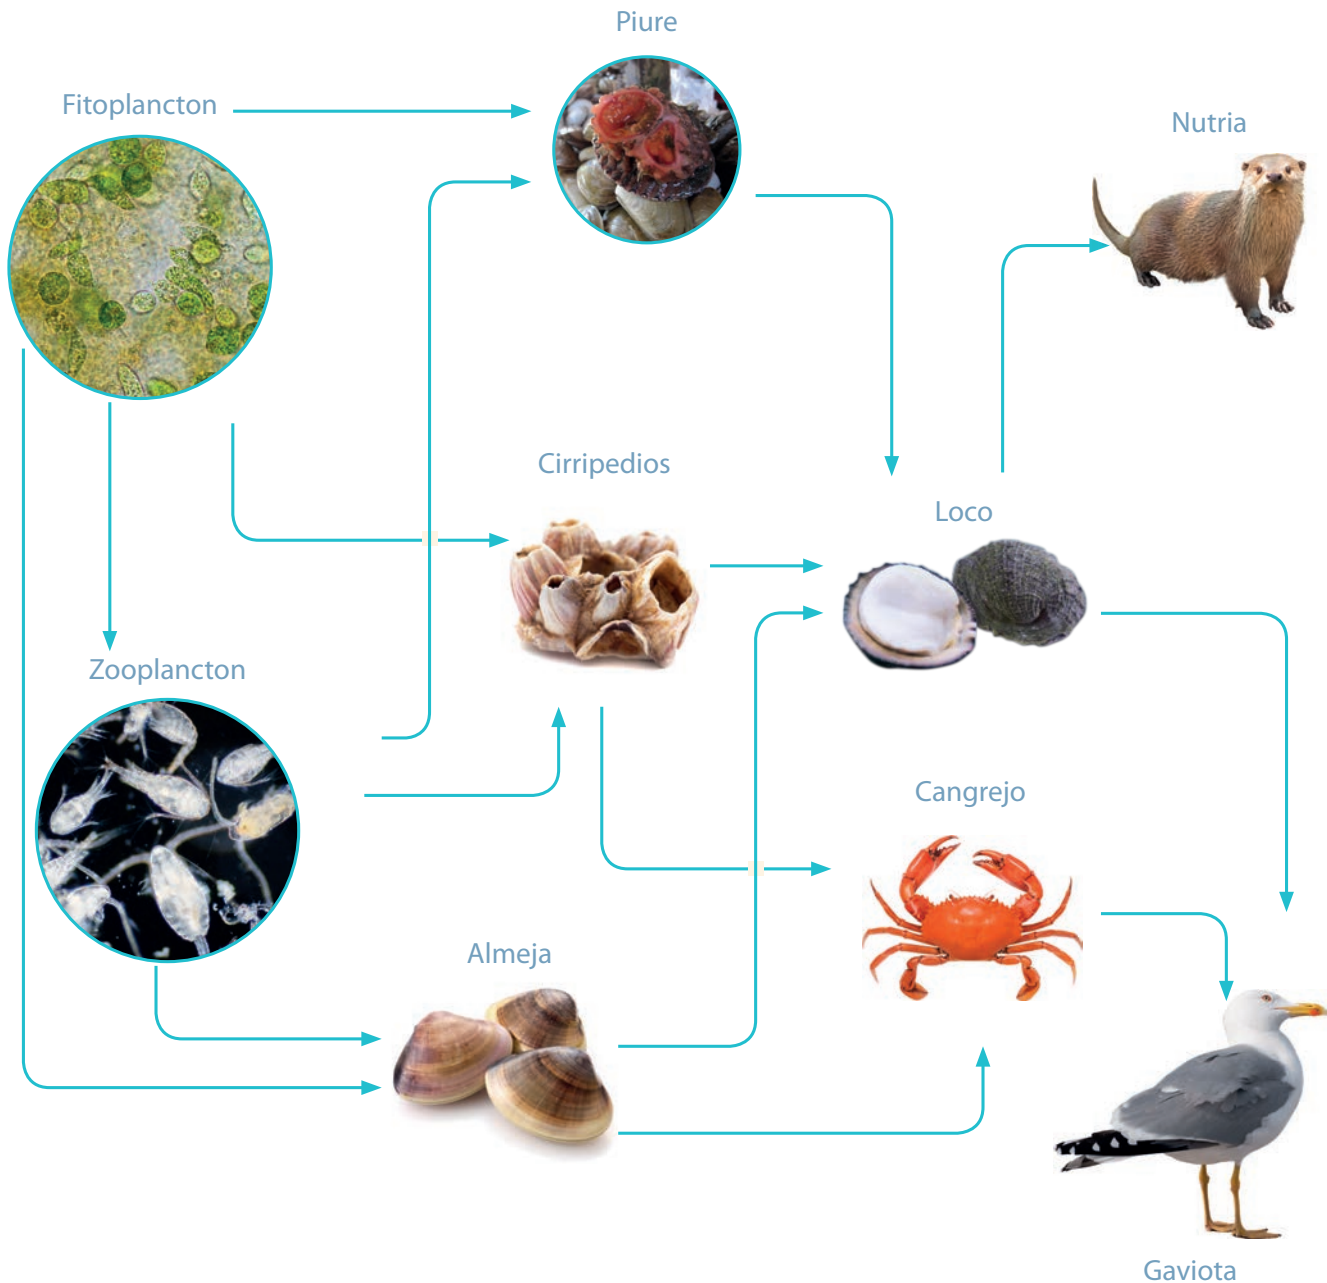 Piure
Fitoplancton
Nutria
Cirripedios
Loco
Zooplancton
Cangrejo
Almeja
Gaviota